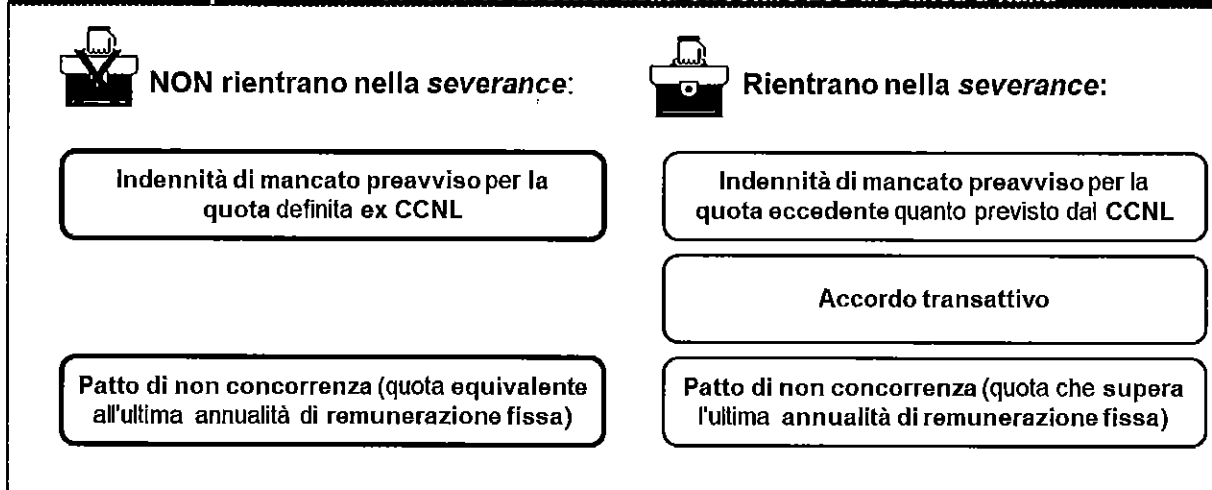 NON rientrano nella severance:
Rientrano nella severance:
Indennità di mancato preavviso per la
quota definita ex CCNL
Indennità di mancato preavviso per la
quota eccedente quanto previsto dal CCNL
Accordo transattivo
Patto di non concorrenza (quota equivalente
all'ultima annualità di remunerazione fissa)
Patto di non concorrenza (quota che supera
l'ultima annualità di remunerazione fissa)